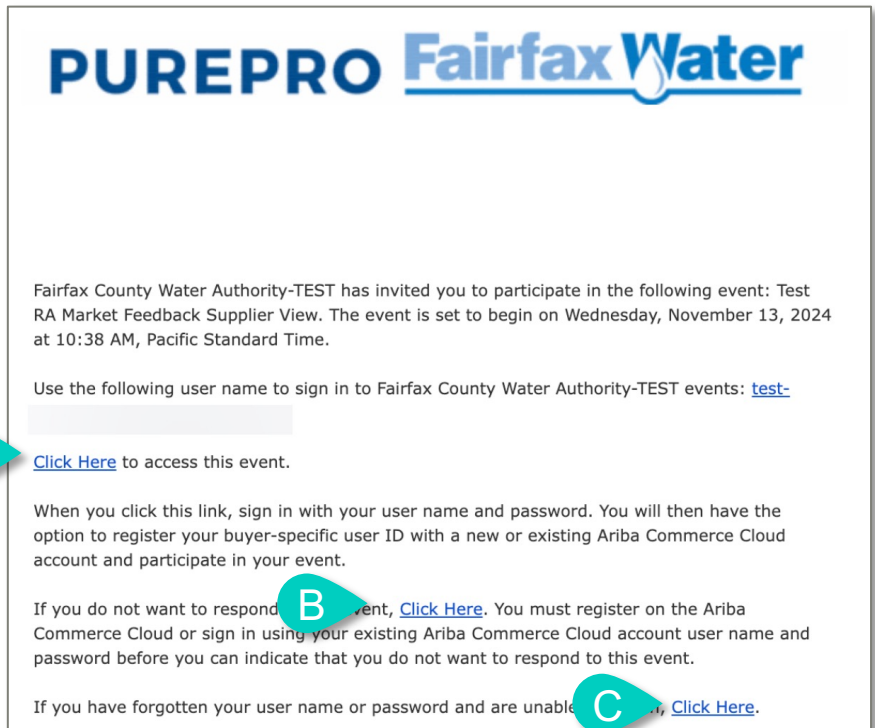 PUREPRO Fairfax Water
Fairfax County Water Authority-TEST has invited you to participate in the following event: Test
RA Market Feedback Supplier View. The event is set to begin on Wednesday, November 13, 2024
at 10:38 AM, Pacific Standard Time.
Use the following user name to sign in to Fairfax County Water Authority-TEST events: test-
Click Here to access this event.
When you click this link, sign in with your user name and password. You will then have the
option to register your buyer-specific user ID with a new or existing Ariba Commerce Cloud
account and participate in your event.
If you do not want to respond B vent, Click Here. You must register on the Ariba
Commerce Cloud or sign in using your existing Ariba Commerce Cloud account user name and
password before you can indicate that you do not want to respond to this event.
If you have forgotten your user name or password and are unable C , Click Here.